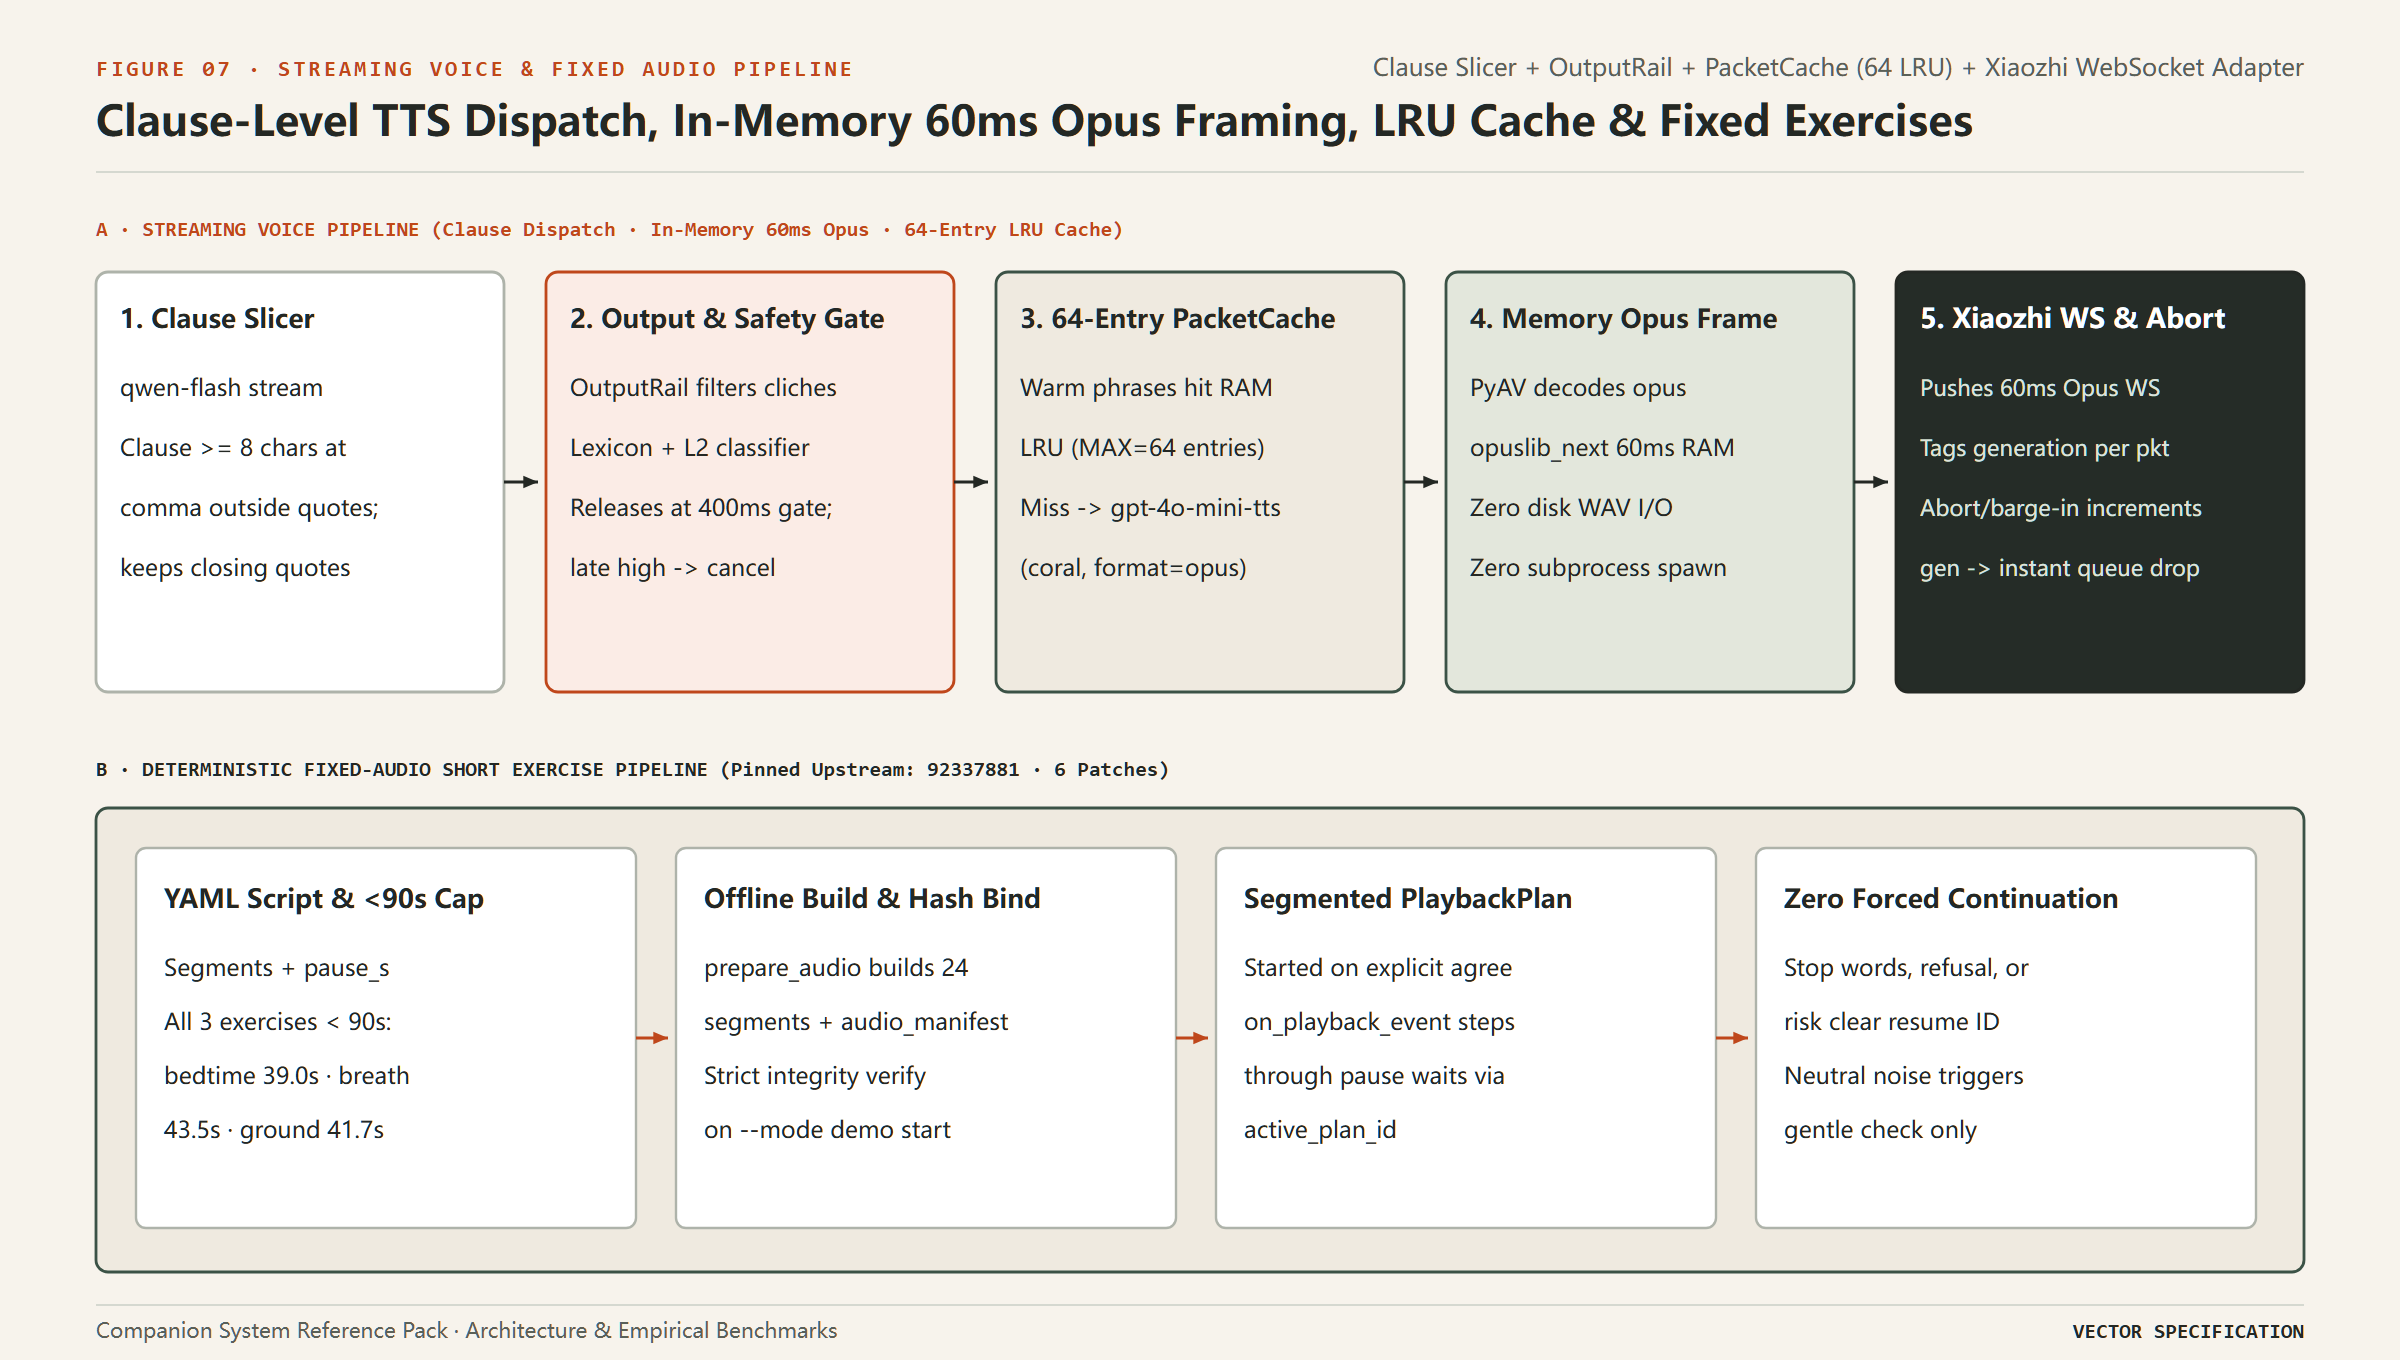 FIGURE 07 · STREAMING VOICE & FIXED AUDIO PIPELINE
Clause Slicer + OutputRail + PacketCache (64 LRU) + Xiaozhi WebSocket Adapter
Clause-Level TTS Dispatch, In-Memory 60ms Opus Framing, LRU Cache & Fixed Exercises
A · STREAMING VOICE PIPELINE (Clause Dispatch · In-Memory 60ms Opus · 64-Entry LRU Cache)
1. Clause Slicer
qwen-flash stream
Clause >= 8 chars at
comma outside quotes;
keeps closing quotes
2. Output & Safety Gate
OutputRail filters cliches
Lexicon + L2 classifier
Releases at 400ms gate;
late high -> cancel
3. 64-Entry PacketCache
Warm phrases hit RAM
LRU (MAX=64 entries)
Miss -> gpt-4o-mini-tts
(coral, format=opus)
4. Memory Opus Frame
PyAV decodes opus
opuslib_next 60ms RAM
Zero disk WAV I/O
Zero subprocess spawn
5. Xiaozhi WS & Abort
Pushes 60ms Opus WS
Tags generation per pkt
Abort/barge-in increments
gen -> instant queue drop
B · DETERMINISTIC FIXED-AUDIO SHORT EXERCISE PIPELINE (Pinned Upstream: 92337881 · 6 Patches)
YAML Script & <90s Cap
Segments + pause_s
All 3 exercises < 90s:
bedtime 39.0s · breath
43.5s · ground 41.7s
Offline Build & Hash Bind
prepare_audio builds 24
segments + audio_manifest
Strict integrity verify
on --mode demo start
Segmented PlaybackPlan
Started on explicit agree
on_playback_event steps
through pause waits via
active_plan_id
Zero Forced Continuation
Stop words, refusal, or
risk clear resume ID
Neutral noise triggers
gentle check only
Companion System Reference Pack · Architecture & Empirical Benchmarks
VECTOR SPECIFICATION